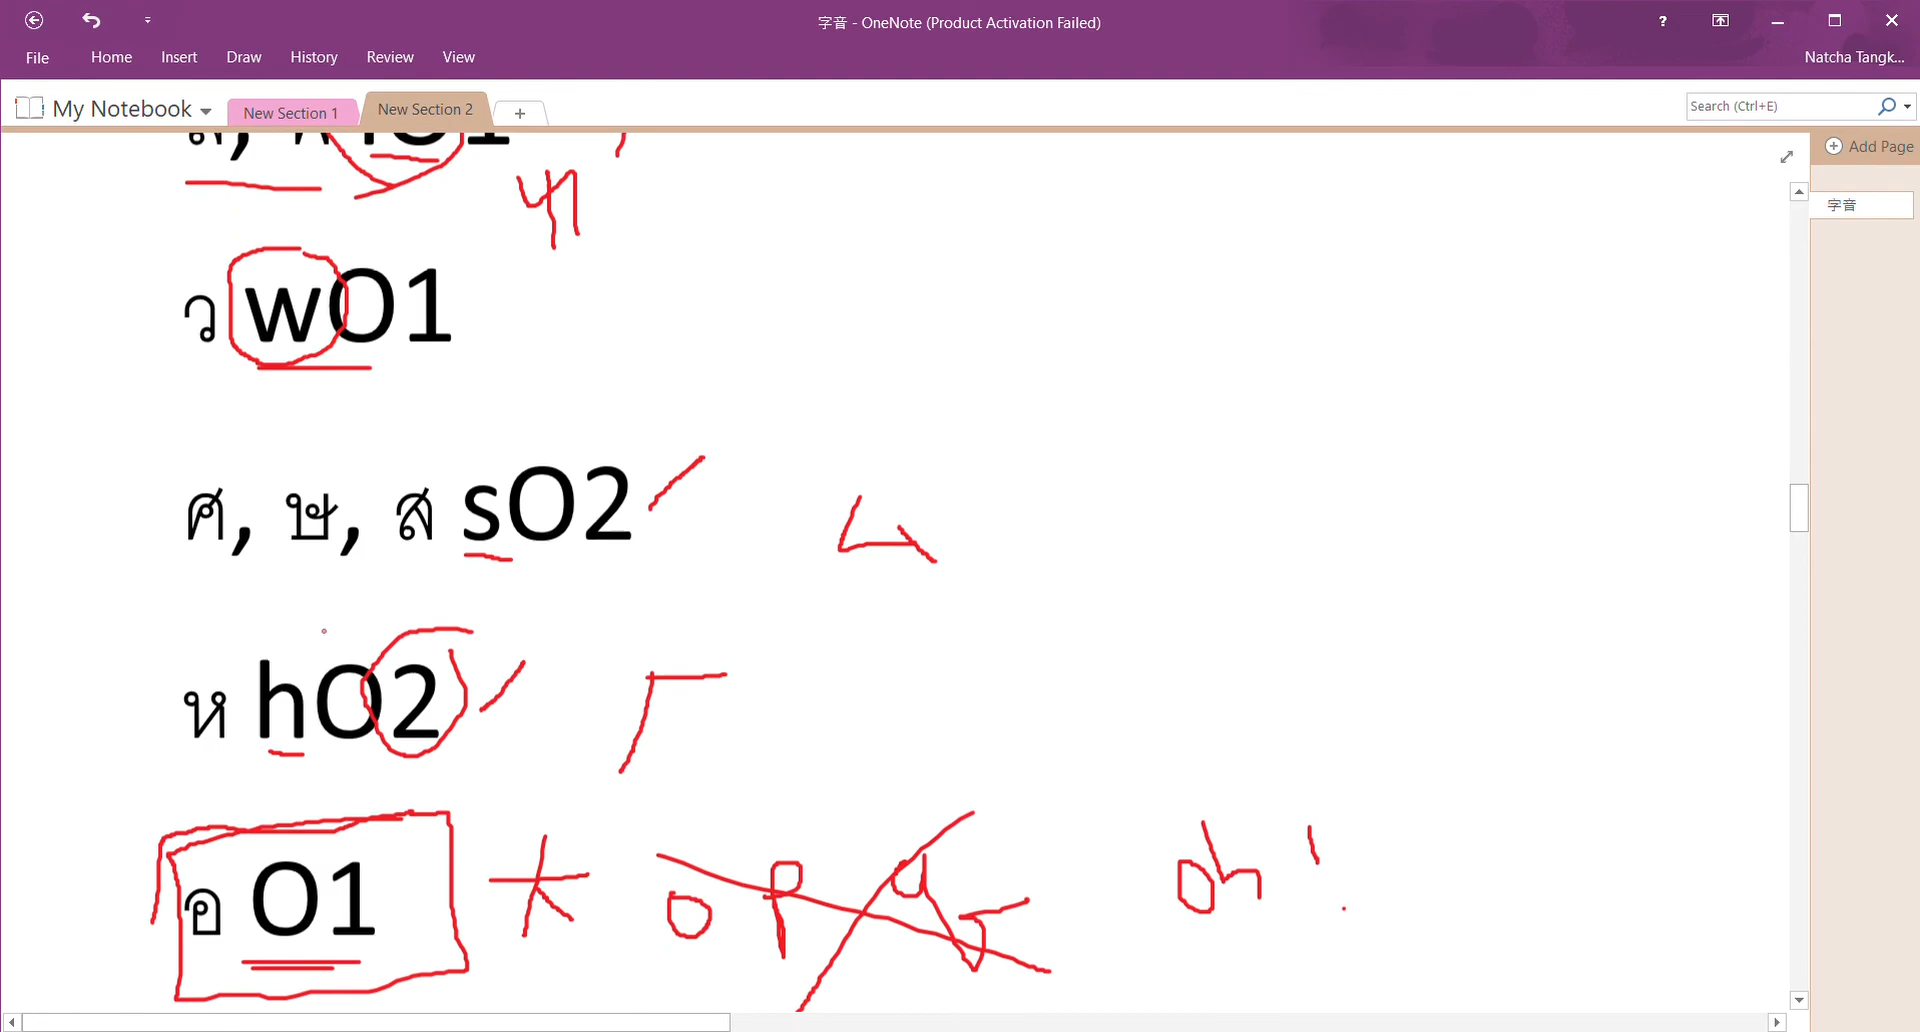 字音 - OneNote (Product Activation Failed)
?
File Home Insert Draw History Review View
Natcha Tangk...
My Notebook
New Section 1
New Section 2
Search (Ctrl+E)
Add Page
字音
ว wO1
ศ, ษ, ส sO2
ห hO2
อ O1
oh !